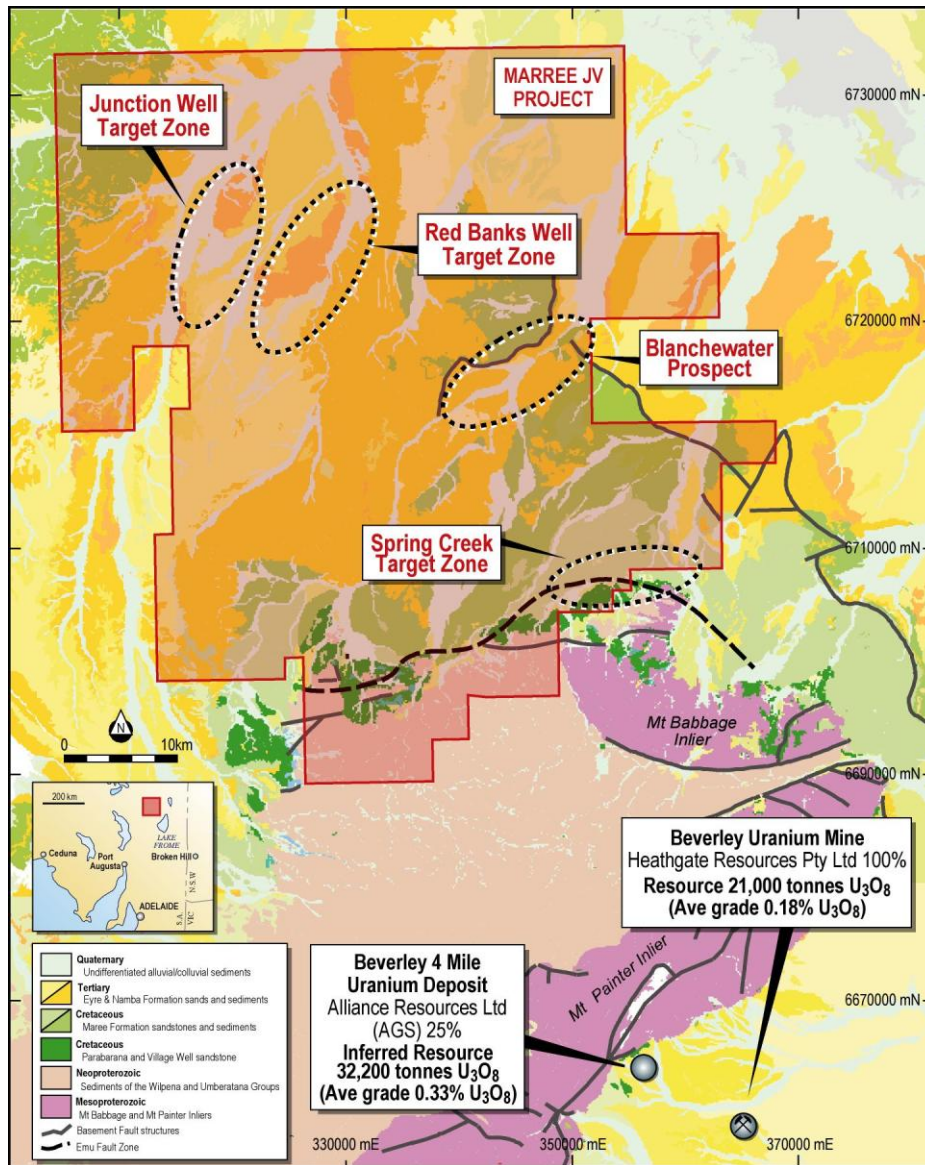 MARREE JV
PROJECT
6730000 mN
Junction Well
Target Zone
Red Banks Well
Target Zone
6720000 mN
Blanchewater
Prospect
Spring Creek
Target Zone
6710000 mN
N
0 10km
Mt Babbage
Inlier
6690000 mN
200 km
LAKE
FROME
Ceduna
Port
Augusta
Broken Hill
S.A.
N.S.W
VIC
ADELAIDE
Beverley Uranium Mine
Heathgate Resources Pty Ltd 100%
Resource 21,000 tonnes U₃O₈
(Ave grade 0.18% U₃O₈)
Beverley 4 Mile
Uranium Deposit
Alliance Resources Ltd
(AGS) 25%
Inferred Resource
32,200 tonnes U₃O₈
(Ave grade 0.33% U₃O₈)
Mt Painter Inlier
6670000 mN
Quaternary
Undifferentiated alluvial/colluvial sediments
Tertiary
Eyre & Namba Formation sands and sediments
Cretaceous
Maree Formation sandstones and sediments
Cretaceous
Parabarana and Village Well sandstone
Neoproterozoic
Sediments of the Wilpena and Umberatana Groups
Mesoproterozoic
Mt Babbage and Mt Painter Inliers
Basement Fault structures
Emu Fault Zone
330000 mE
350000 mE
370000 mE